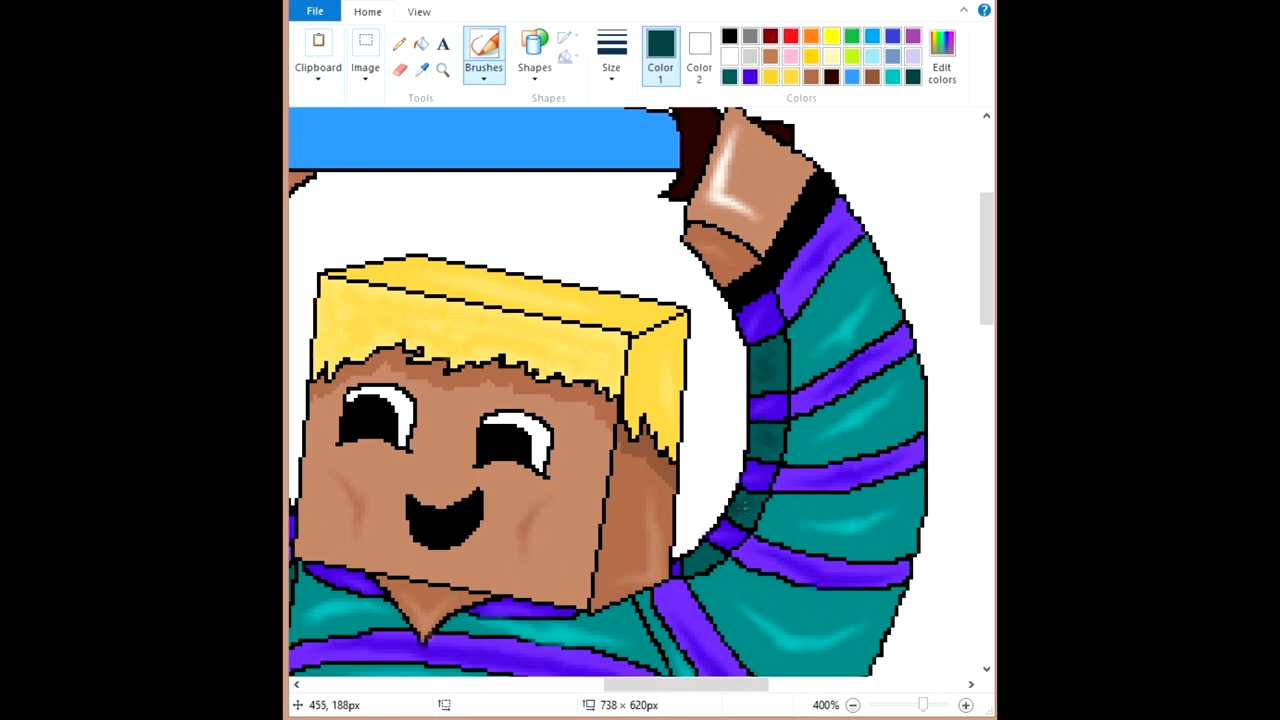 File Home View
Clipboard Image Brushes Shapes Size Color 1 Color 2 Edit colors
Tools Shapes Colors
455, 188px 738 × 620px 400%